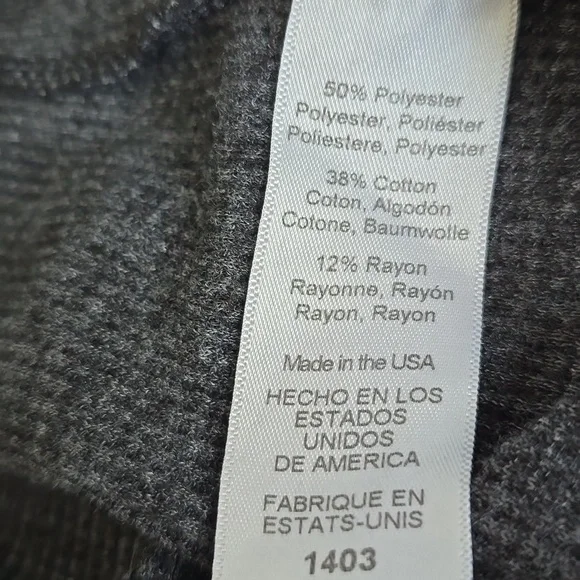 50% Polyester
Polyester, Poliéster
Poliestere, Polyester
38% Cotton
Coton, Algodón
Cotone, Baumwolle
12% Rayon
Rayonne, Rayón
Rayon, Rayon
Made in the USA
HECHO EN LOS
ESTADOS
UNIDOS
DE AMERICA
FABRIQUE EN
ESTATS-UNIS
1403